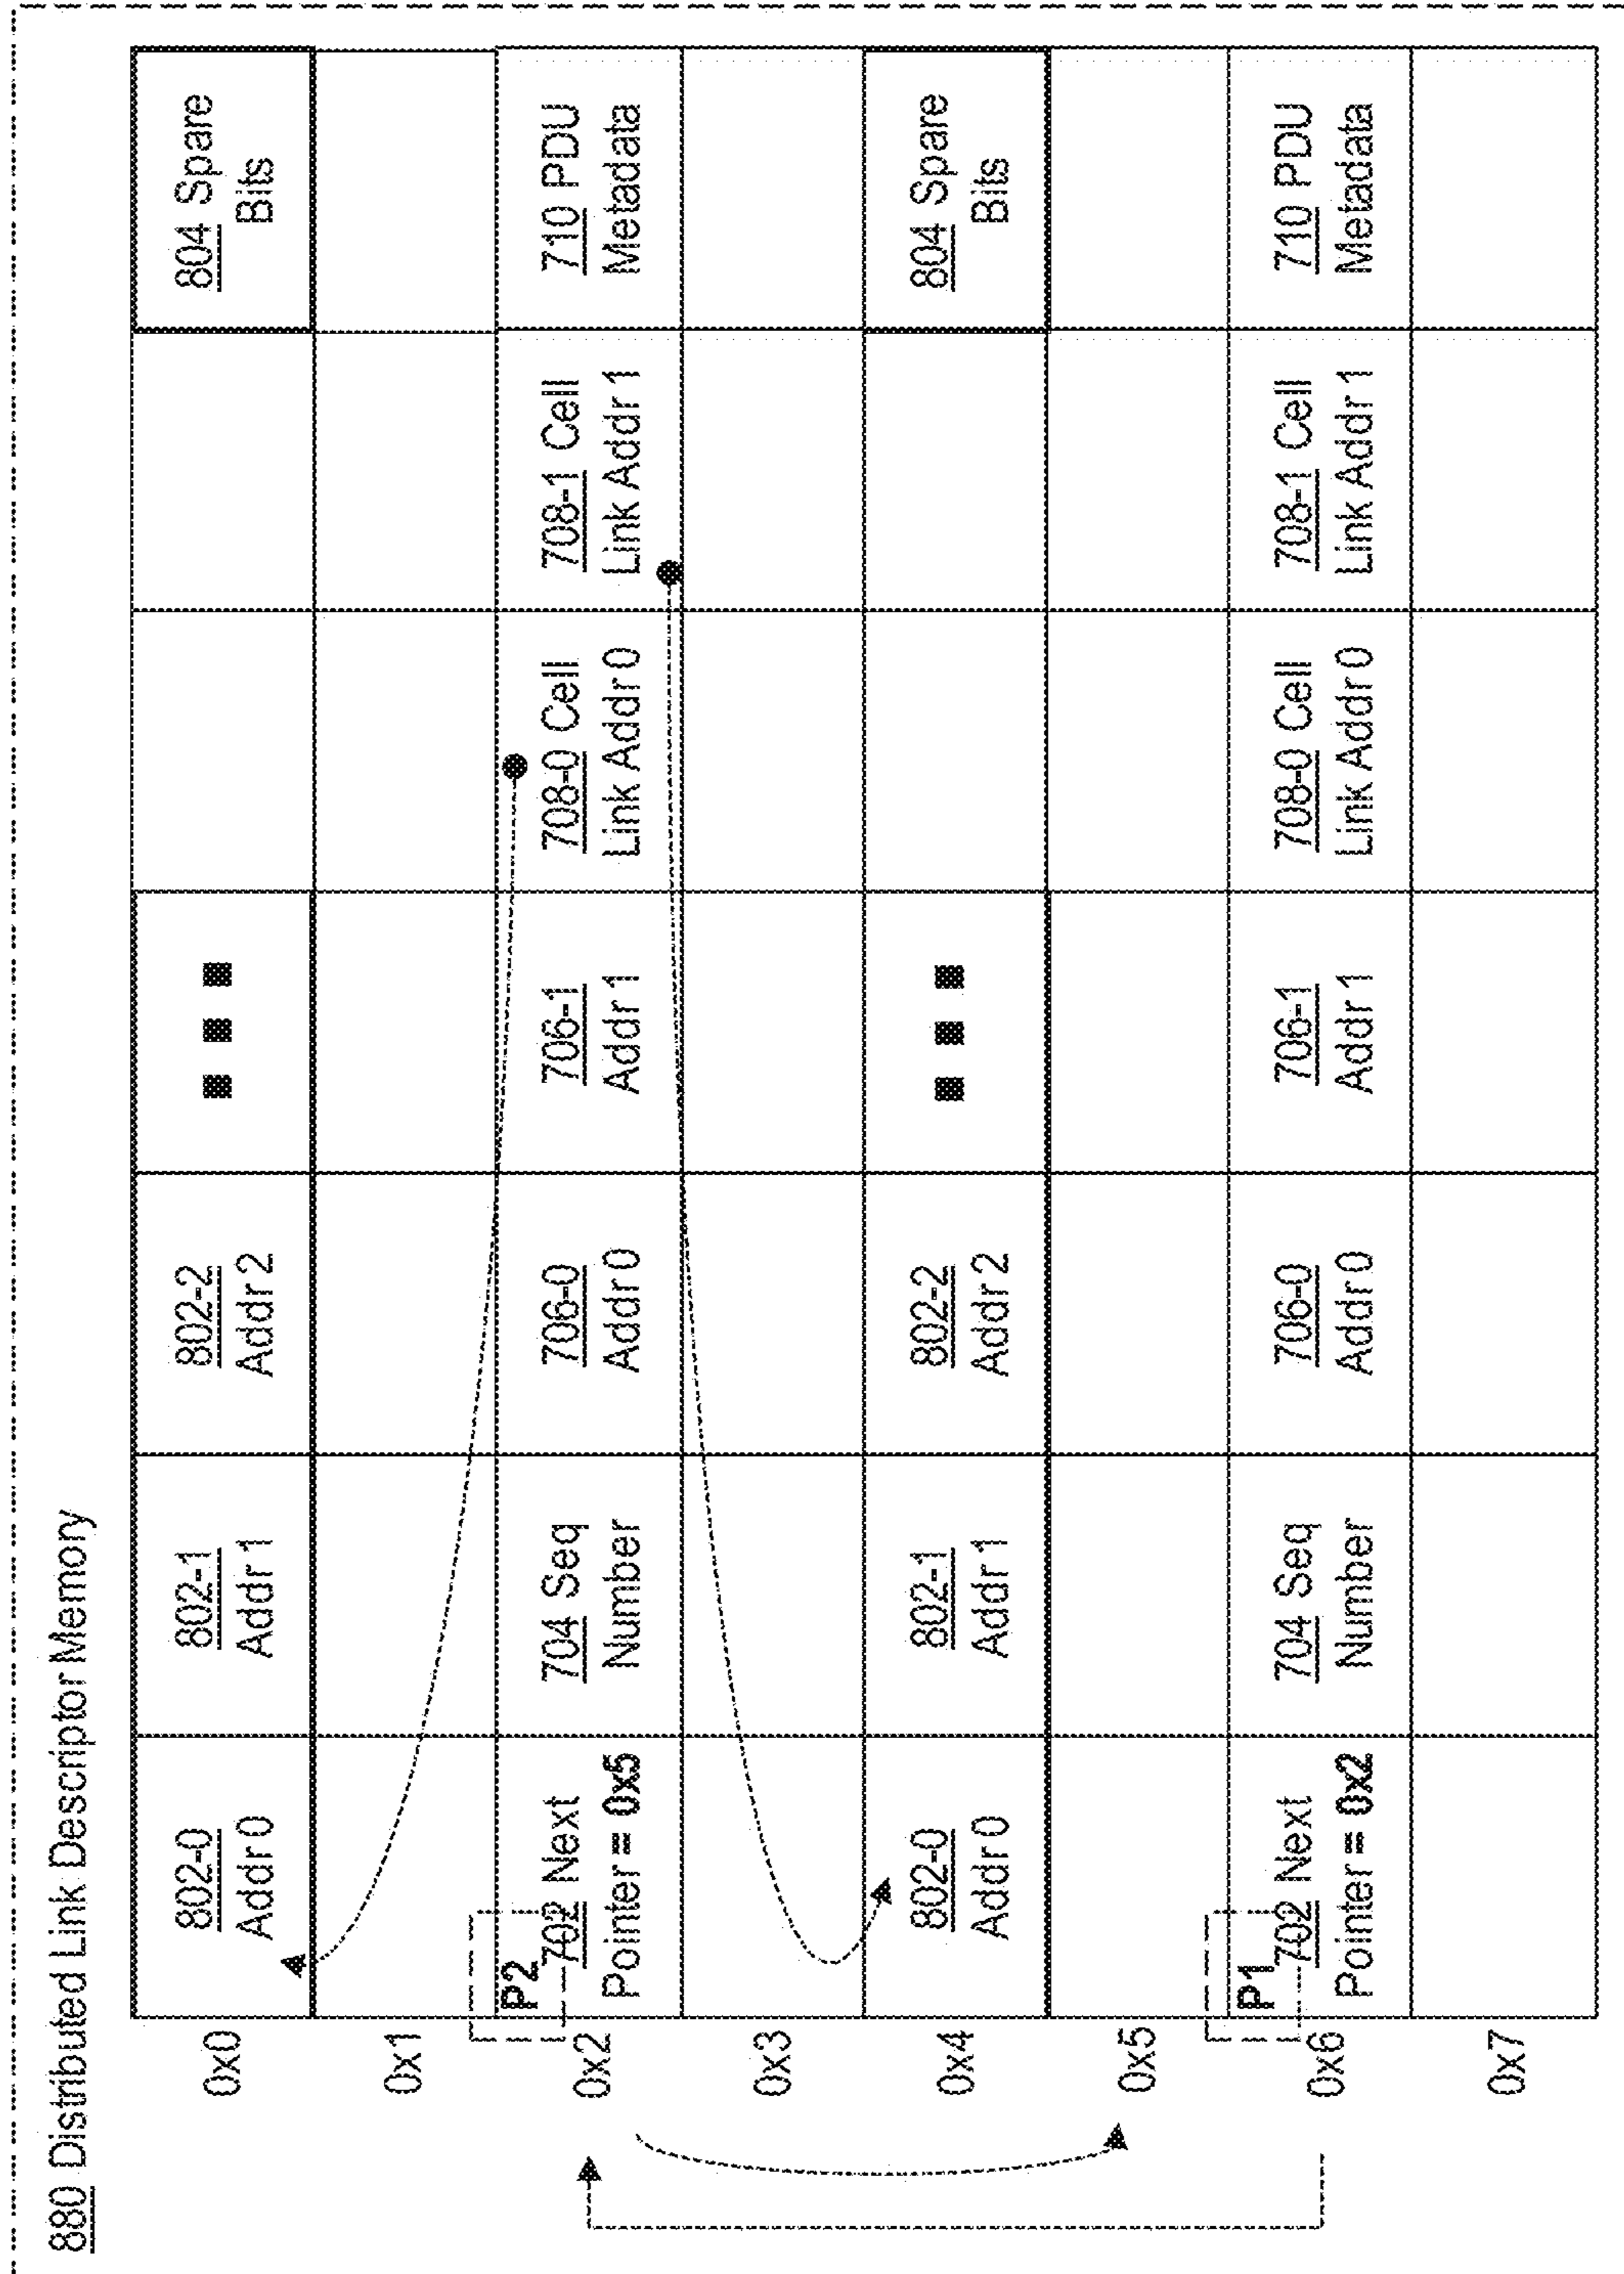 880 Distributed Link Descriptor Memory
0x0
802-0
Addr 0
802-1
Addr 1
802-2
Addr 2
804 Spare
Bits
0x1
0x2
P2
702 Next
Pointer = 0x5
704 Seq
Number
706-0
Addr 0
706-1
Addr 1
708-0 Cell
Link Addr 0
708-1 Cell
Link Addr 1
710 PDU
Metadata
0x3
0x4
802-0
Addr 0
802-1
Addr 1
802-2
Addr 2
804 Spare
Bits
0x5
0x6
P1
702 Next
Pointer = 0x2
704 Seq
Number
706-0
Addr 0
706-1
Addr 1
708-0 Cell
Link Addr 0
708-1 Cell
Link Addr 1
710 PDU
Metadata
0x7